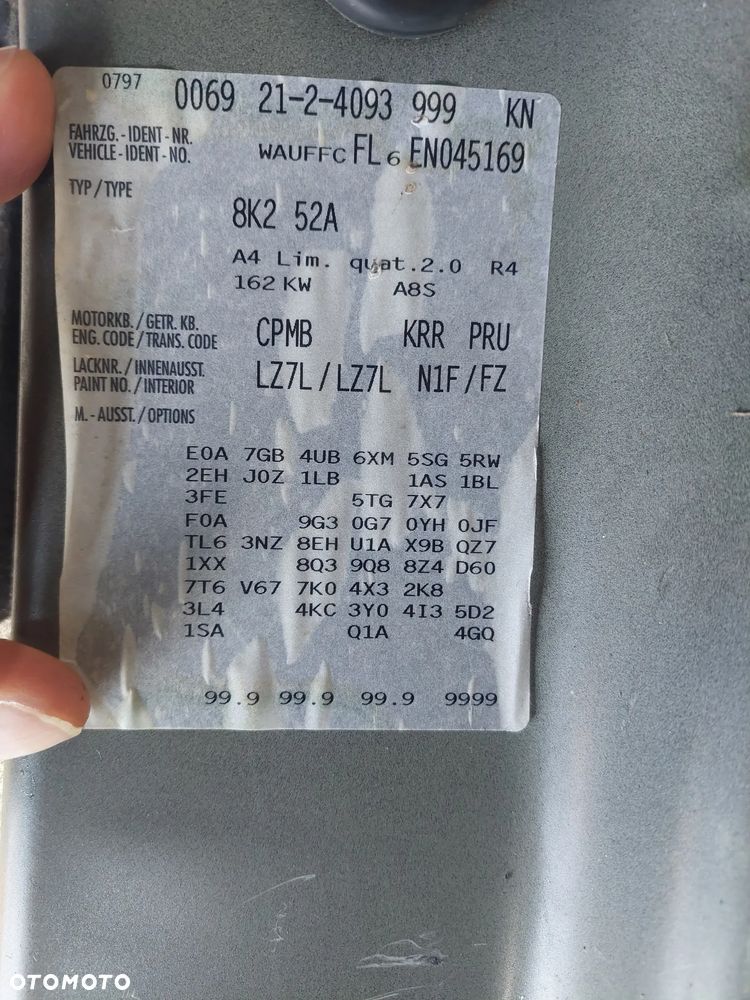 0797 0069 21-2-4093 999 KN
FAHRZG.-IDENT-NR.
VEHICLE-IDENT-NO. WAUFFC FL 6 EN045169
TYP/TYPE
8K2 52A
A4 Lim. quat.2.0 R4
162 KW A8S
MOTORKB./GETR. KB.
ENG. CODE/TRANS. CODE CPMB KRR PRU
LACKNR./INNENAUSST.
PAINT NO./INTERIOR LZ7L/LZ7L N1F/FZ
M.-AUSST./OPTIONS
E0A 7GB 4UB 6XM 5SG 5RW
2EH J0Z 1LB 1AS 1BL
3FE 5TG 7X7
F0A 9G3 0G7 0YH 0JF
TL6 3NZ 8EH U1A X9B QZ7
1XX 8Q3 9Q8 8Z4 D60
7T6 V67 7K0 4X3 2K8
3L4 4KC 3Y0 4I3 5D2
1SA Q1A 4GQ
99.9 99.9 99.9 9999
OTOMOTO